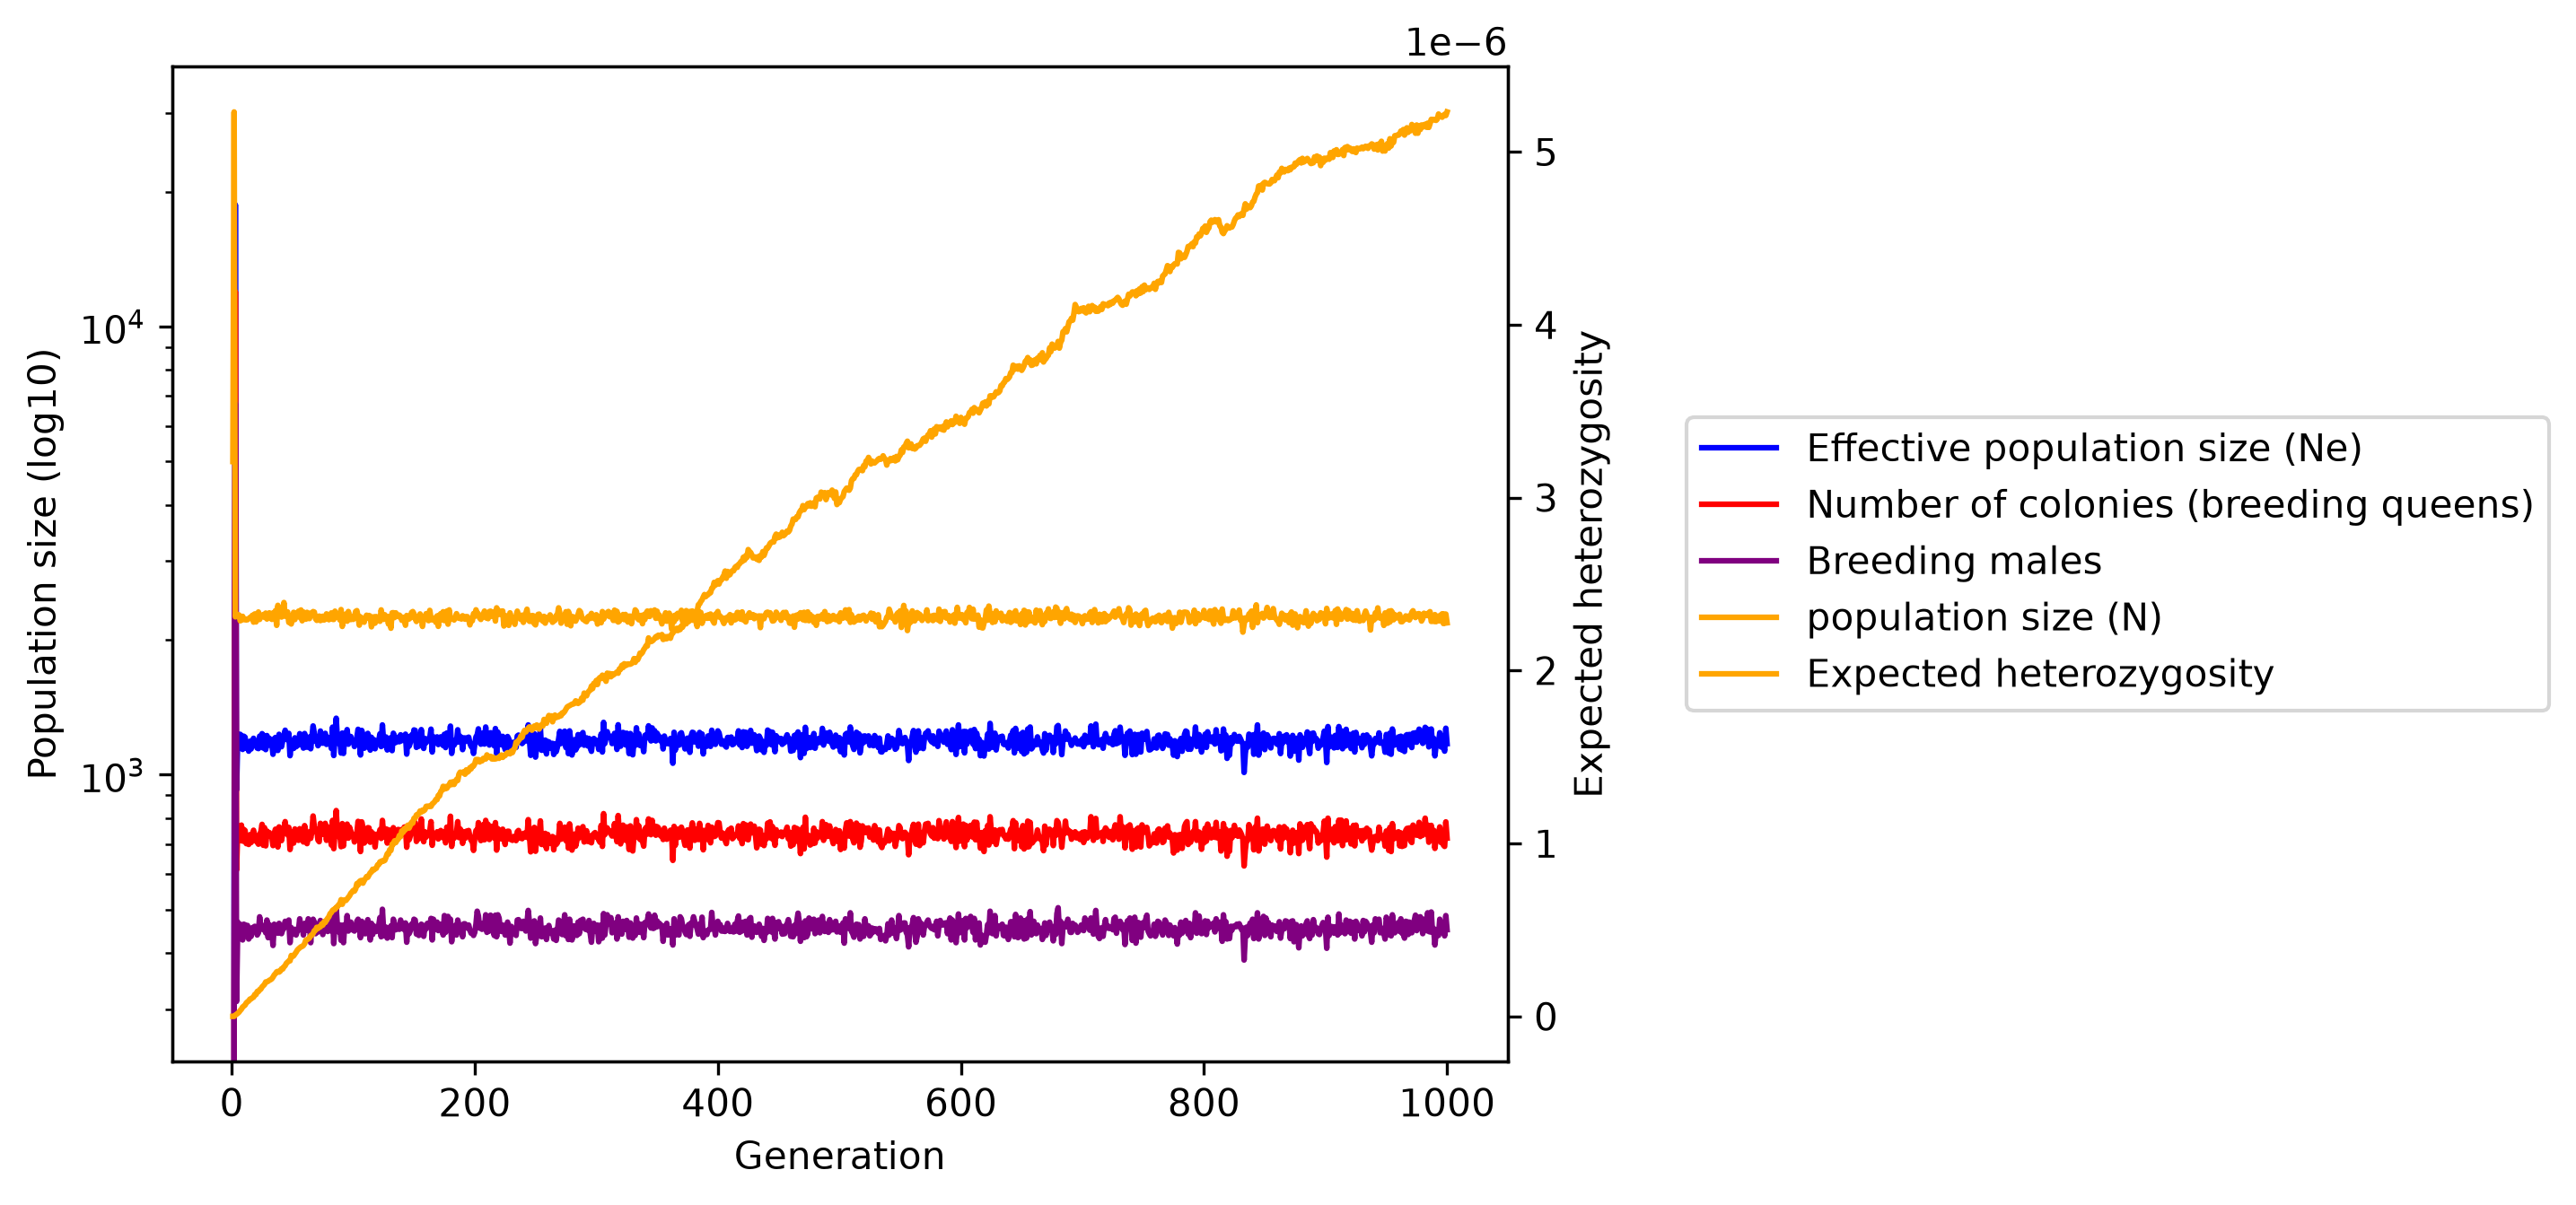 1e−6
Population size (log10)
10⁴
10³
5
4
3
2
1
0
Expected heterozygosity
0 200 400 600 800 1000
Generation
Effective population size (Ne)
Number of colonies (breeding queens)
Breeding males
population size (N)
Expected heterozygosity